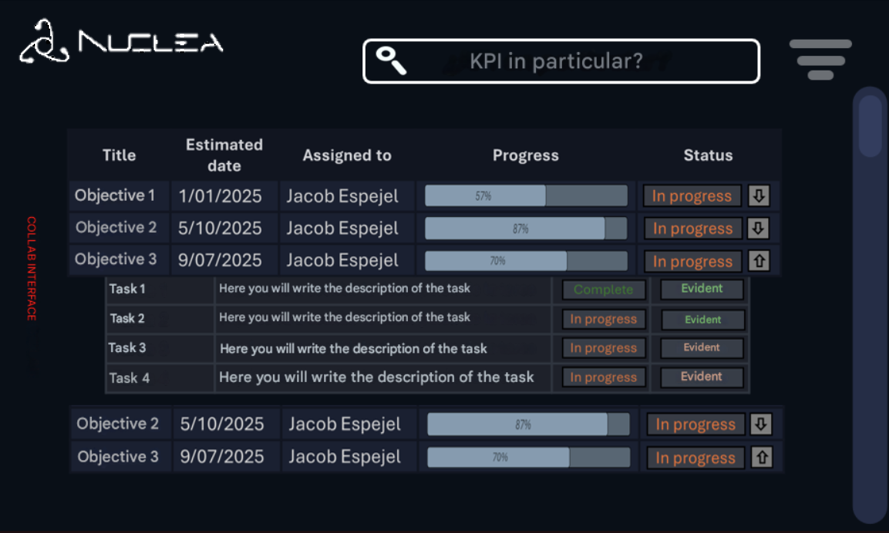 NUCLEA
KPI in particular?
Title Estimated date Assigned to Progress Status
Objective 1 1/01/2025 Jacob Espejel 57% In progress
Objective 2 5/10/2025 Jacob Espejel 87% In progress
Objective 3 9/07/2025 Jacob Espejel 70% In progress
COLLAB INTERFACE
Task 1 Here you will write the description of the task Complete Evident
Task 2 Here you will write the description of the task In progress Evident
Task 3 Here you will write the description of the task In progress Evident
Task 4 Here you will write the description of the task In progress Evident
Objective 2 5/10/2025 Jacob Espejel 87% In progress
Objective 3 9/07/2025 Jacob Espejel 70% In progress